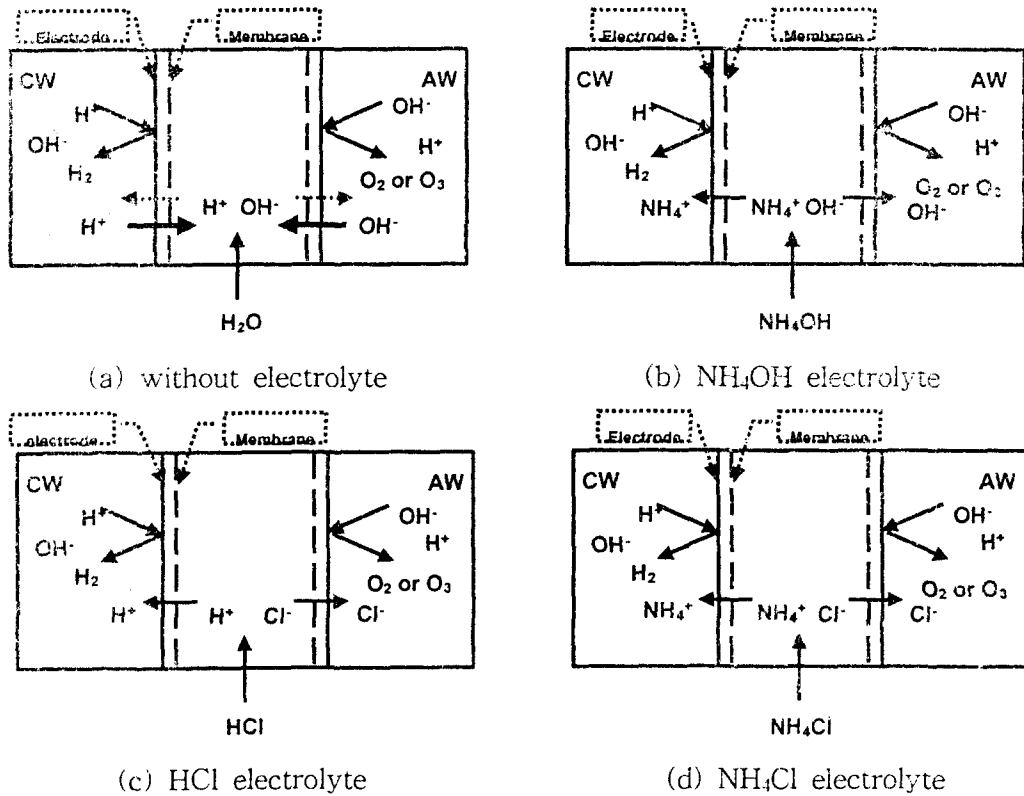 Electrode Membrane
CW AW
H⁺ OH⁻
OH⁻ H⁺
H₂ O₂ or O₃
H⁺ H⁺ OH⁻ OH⁻
H₂O
(a) without electrolyte
Electrode Membrane
CW AW
H⁺ OH⁻
OH⁻ H⁺
H₂ O₂ or O₃
NH₄⁺ NH₄⁺ OH⁻ OH⁻
NH₄OH
(b) NH₄OH electrolyte
electrode Membrane
CW AW
H⁺ OH⁻
OH⁻ H⁺
H₂ O₂ or O₃
H⁺ H⁺ Cl⁻ Cl⁻
HCl
(c) HCl electrolyte
Electrode Membrane
CW AW
H⁺ OH⁻
OH⁻ H⁺
H₂ O₂ or O₃
NH₄⁺ NH₄⁺ Cl⁻ Cl⁻
NH₄Cl
(d) NH₄Cl electrolyte